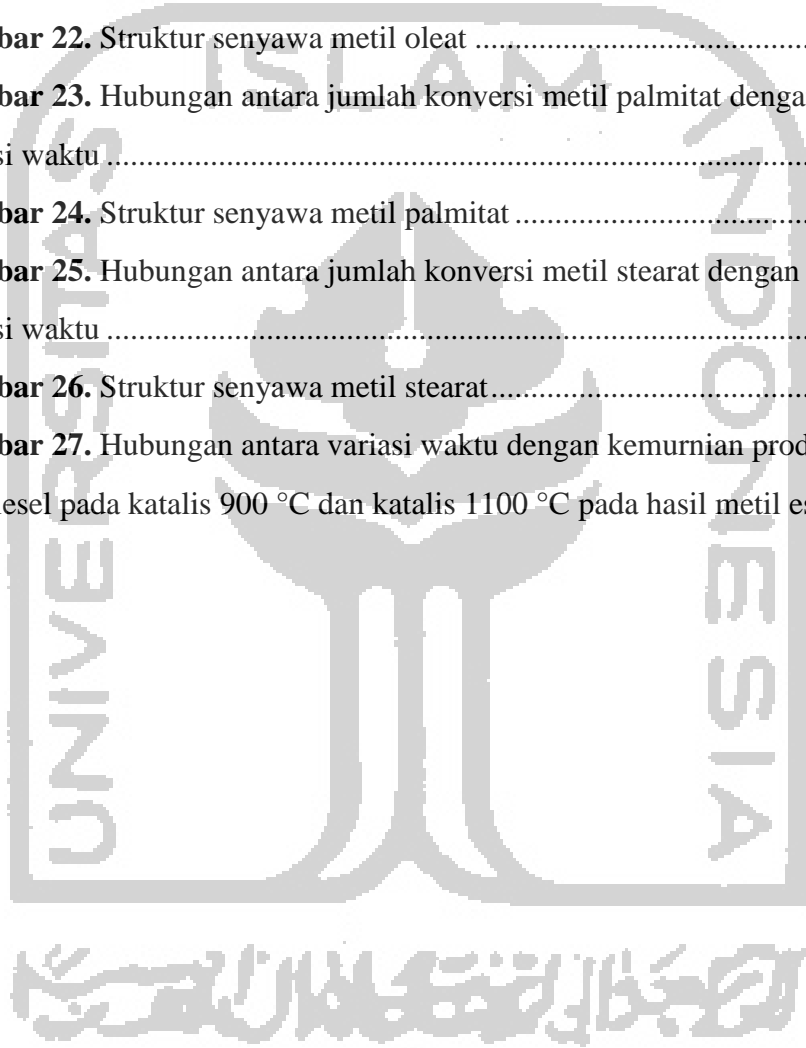 bar 22. Struktur senyawa metil oleat ........................................
bar 23. Hubungan antara jumlah konversi metil palmitat denga
si waktu ........................................................................
bar 24. Struktur senyawa metil palmitat ....................................
bar 25. Hubungan antara jumlah konversi metil stearat dengan
si waktu ........................................................................
bar 26. Struktur senyawa metil stearat......................................
bar 27. Hubungan antara variasi waktu dengan kemurnian prod
esel pada katalis 900 °C dan katalis 1100 °C pada hasil metil es
UNIVERSITAS
ISLAM
INDONESIA